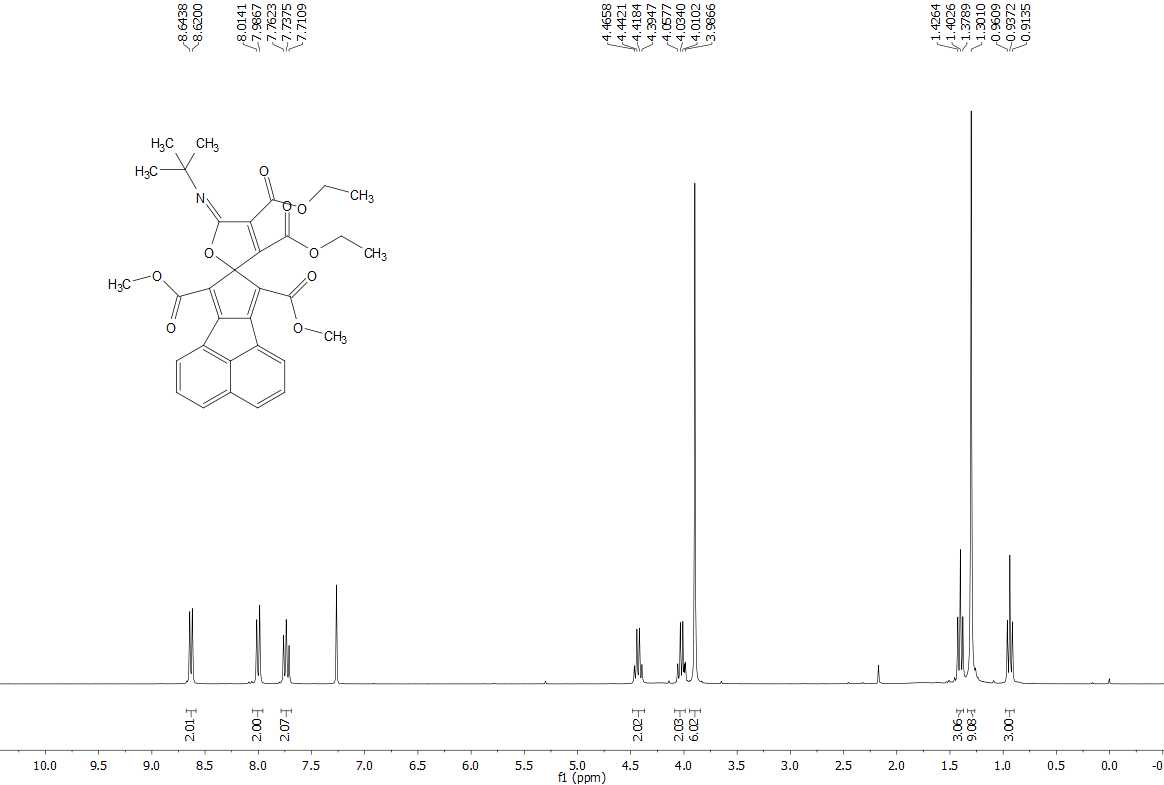 8.6438
8.6200
8.0141
7.9867
7.7623
7.7375
7.7109
4.4658
4.4421
4.4184
4.3947
4.0577
4.0340
4.0102
3.9866
1.4264
1.4026
1.3789
1.3010
0.9609
0.9372
0.9135
H3C CH3
H3C
N
O
O
CH3
O
O
O
O
CH3
H3C
O
O
O
O
CH3
2.01
2.00
2.07
2.02
2.03
6.02
3.06
9.08
3.00
10.0 9.5 9.0 8.5 8.0 7.5 7.0 6.5 6.0 5.5 5.0 4.5 4.0 3.5 3.0 2.5 2.0 1.5 1.0 0.5 0.0 -0
f1 (ppm)